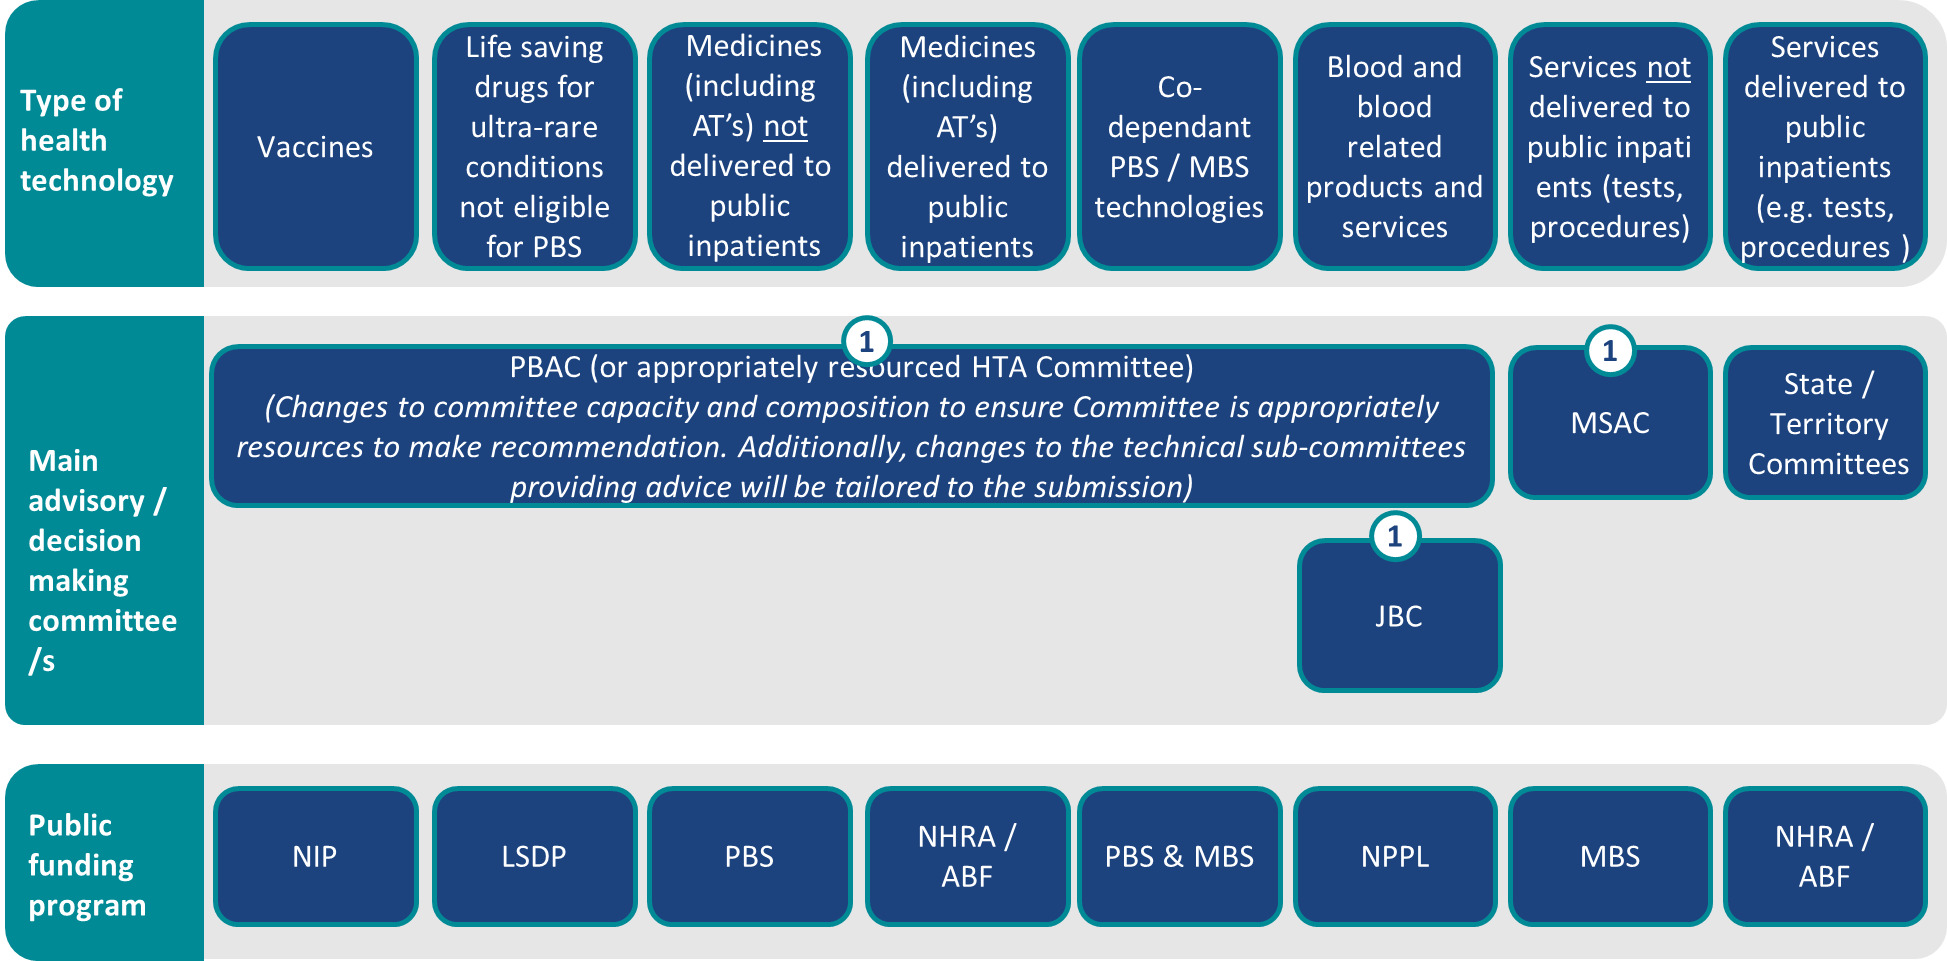 Type of
health
technology
Vaccines
Life saving
drugs for
ultra-rare
conditions
not eligible
for PBS
Medicines
(including
AT’s) not
delivered to
public
inpatients
Medicines
(including
AT’s)
delivered to
public
inpatients
Co-
dependant
PBS / MBS
technologies
Blood and
blood
related
products and
services
Services not
delivered to
public inpati
ents (tests,
procedures)
Services
delivered to
public
inpatients
(e.g. tests,
procedures )
Main
advisory /
decision
making
committee
/s
1
PBAC (or appropriately resourced HTA Committee)
(Changes to committee capacity and composition to ensure Committee is appropriately
resources to make recommendation. Additionally, changes to the technical sub-committees
providing advice will be tailored to the submission)
1
MSAC
State /
Territory
Committees
1
JBC
Public
funding
program
NIP
LSDP
PBS
NHRA /
ABF
PBS & MBS
NPPL
MBS
NHRA /
ABF